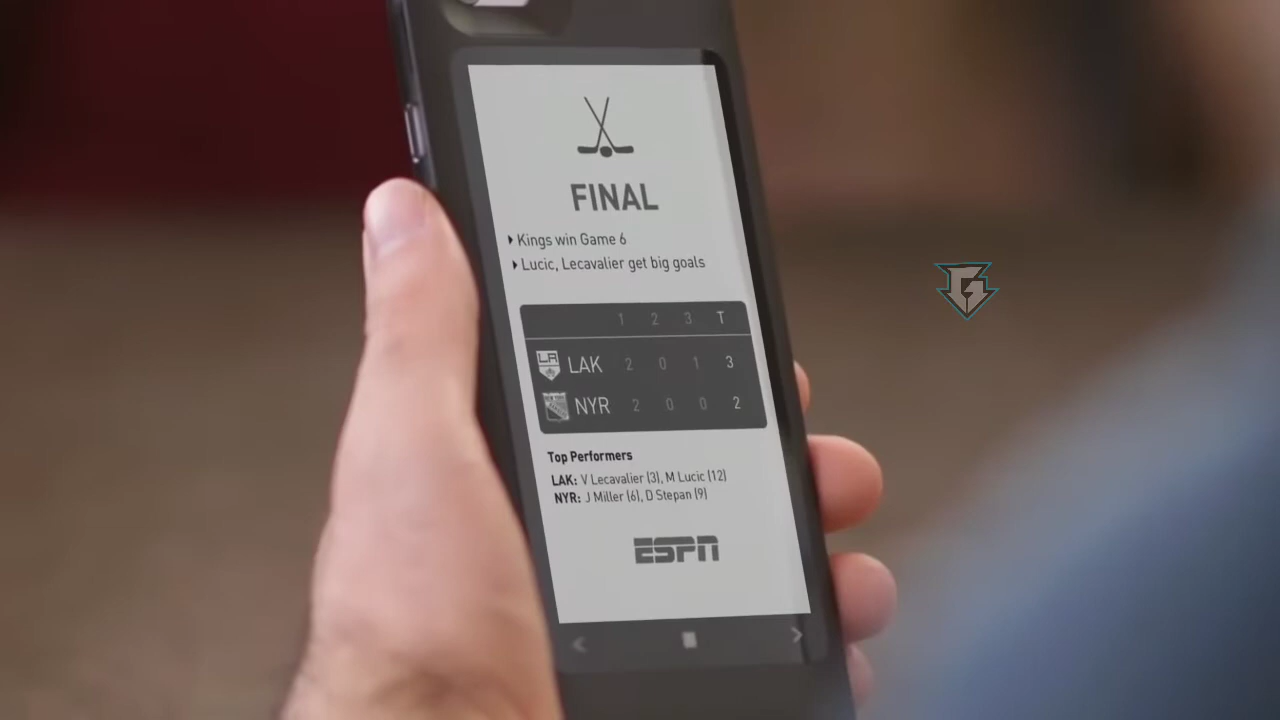 FINAL
Kings win Game 6
Lucic, Lecavalier get big goals
1 2 3 T
LA LAK 2 0 1 3
NYR 2 0 0 2
Top Performers
LAK: V Lecavalier (3), M Lucic (12)
NYR: J Miller (6), D Stepan (9)
ESPN